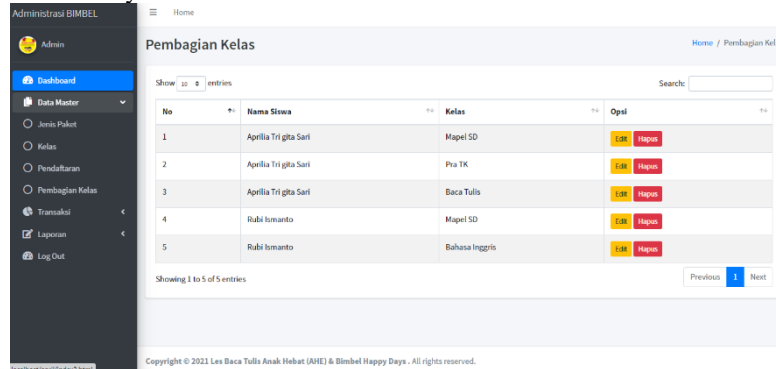 Administrasi BIMBEL
Home
Admin
Pembagian Kelas
Home / Pembagian Kel
Dashboard
Data Master
Jenis Paket
Kelas
Pendaftaran
Pembagian Kelas
Transaksi
Laporan
Log Out
Show 10 entries
Search:
No Nama Siswa Kelas Opsi
1 Aprilia Tri gita Sari Mapel SD Edit Hapus
2 Aprilia Tri gita Sari Pra TK Edit Hapus
3 Aprilia Tri gita Sari Baca Tulis Edit Hapus
4 Rubi Ismanto Mapel SD Edit Hapus
5 Rubi Ismanto Bahasa Inggris Edit Hapus
Showing 1 to 5 of 5 entries
Previous 1 Next
Copyright © 2021 Les Baca Tulis Anak Hebat (AHE) & Bimbel Happy Days . All rights reserved.